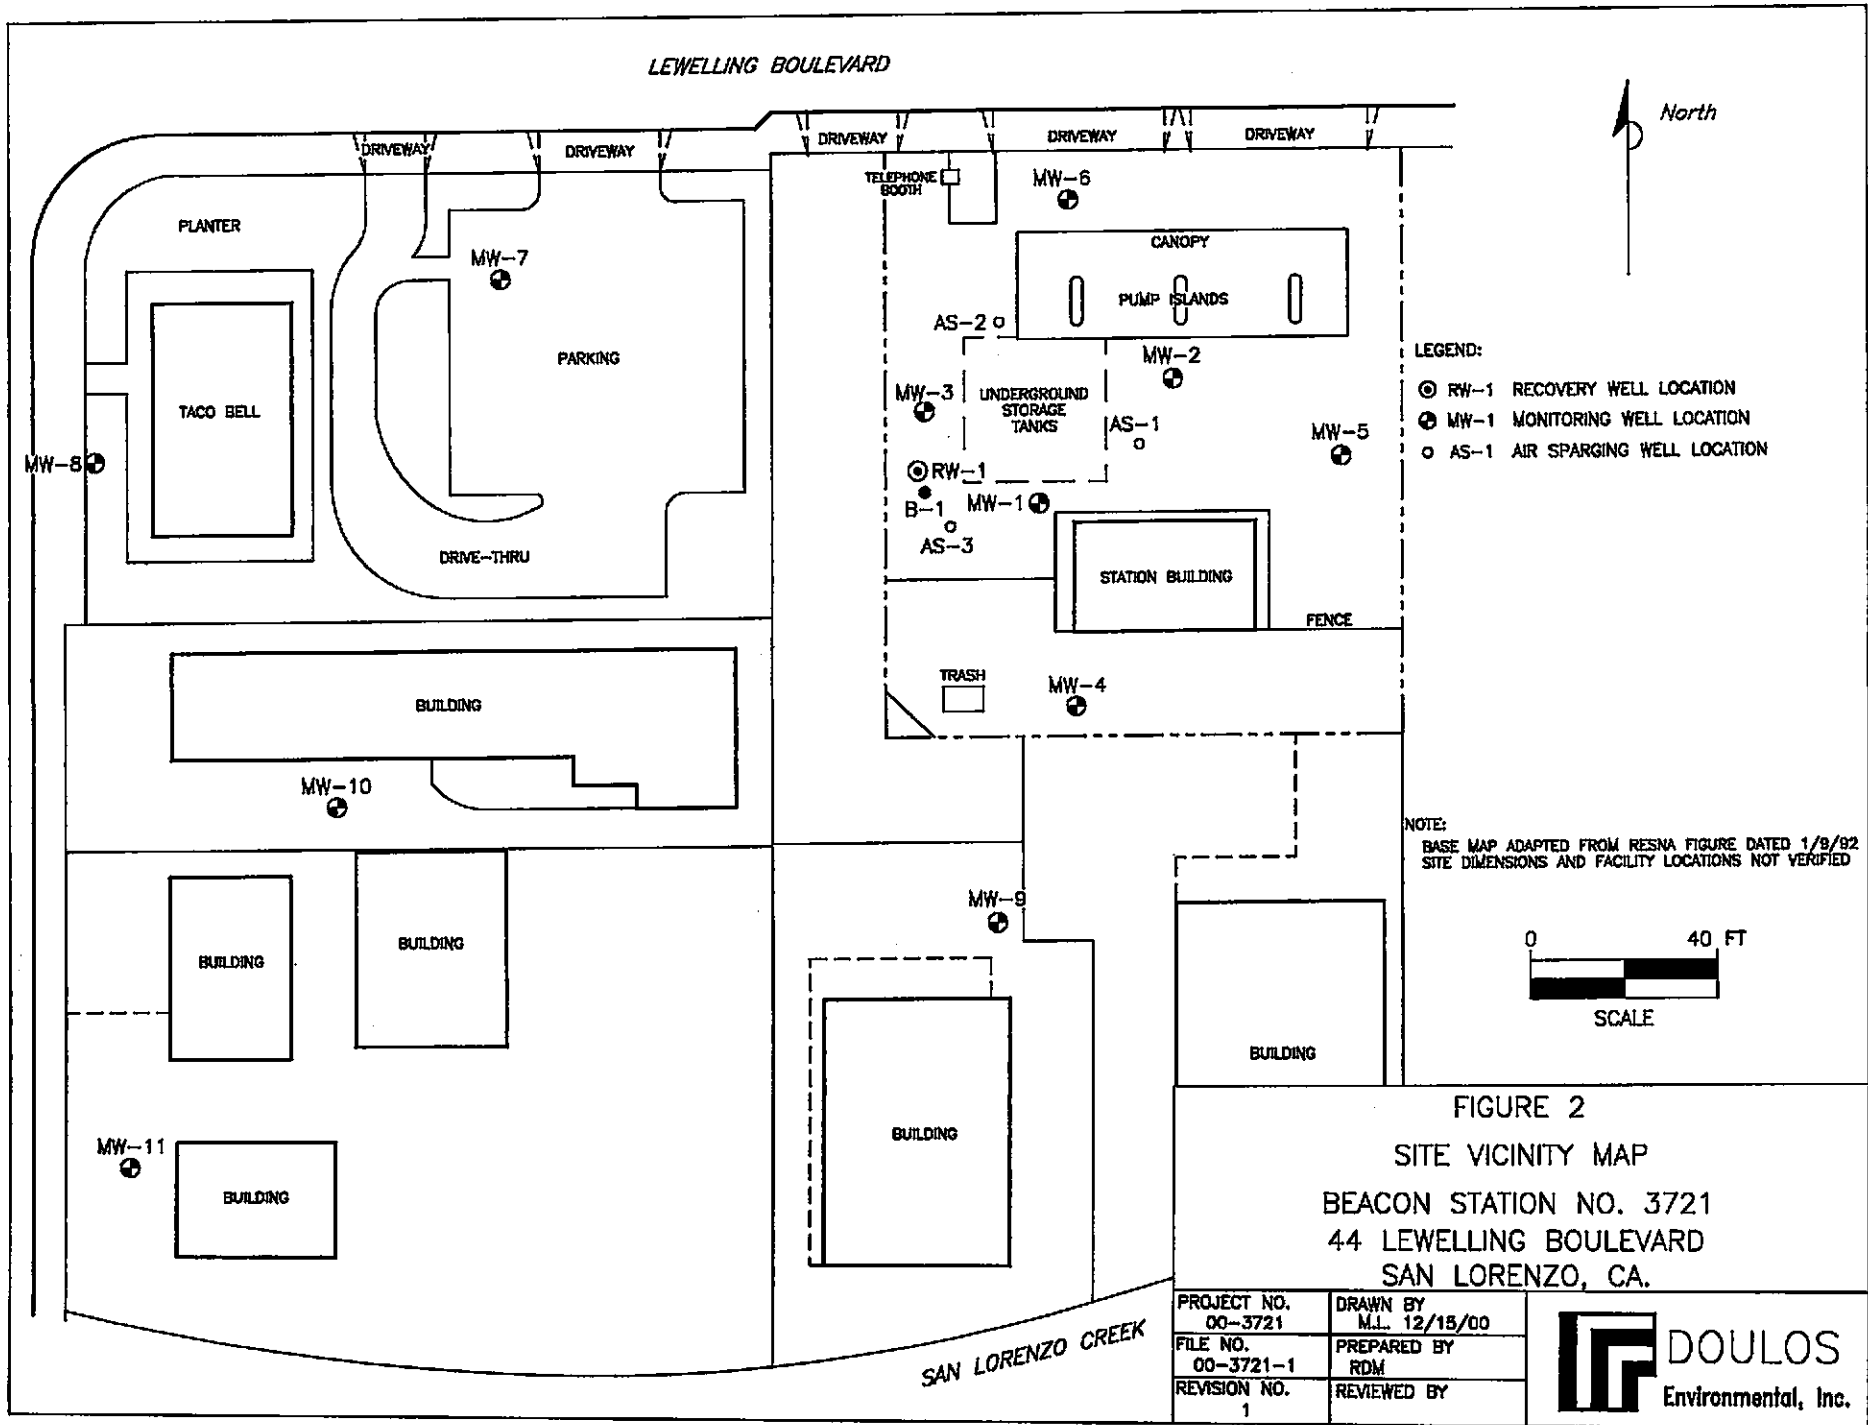 LEWELLING BOULEVARD
North
DRIVEWAY
DRIVEWAY
DRIVEWAY
DRIVEWAY
DRIVEWAY
TELEPHONE
BOOTH
MW-6
PLANTER
CANOPY
MW-7
PUMP ISLANDS
AS-2
PARKING
MW-2
LEGEND:
RW-1 RECOVERY WELL LOCATION
MW-1 MONITORING WELL LOCATION
AS-1 AIR SPARGING WELL LOCATION
MW-3
UNDERGROUND
STORAGE
TANKS
TACO BELL
AS-1
MW-5
MW-8
RW-1
B-1
MW-1
AS-3
DRIVE-THRU
STATION BUILDING
FENCE
TRASH
MW-4
BUILDING
MW-10
NOTE:
BASE MAP ADAPTED FROM RESNA FIGURE DATED 1/9/92
SITE DIMENSIONS AND FACILITY LOCATIONS NOT VERIFIED
MW-9
BUILDING
BUILDING
0 40 FT
SCALE
BUILDING
BUILDING
MW-11
BUILDING
SAN LORENZO CREEK
FIGURE 2
SITE VICINITY MAP
BEACON STATION NO. 3721
44 LEWELLING BOULEVARD
SAN LORENZO, CA.
PROJECT NO.
00-3721
DRAWN BY
M.L. 12/15/00
FILE NO.
00-3721-1
PREPARED BY
RDM
REVISION NO.
1
REVIEWED BY
DOULOS
Environmental, Inc.